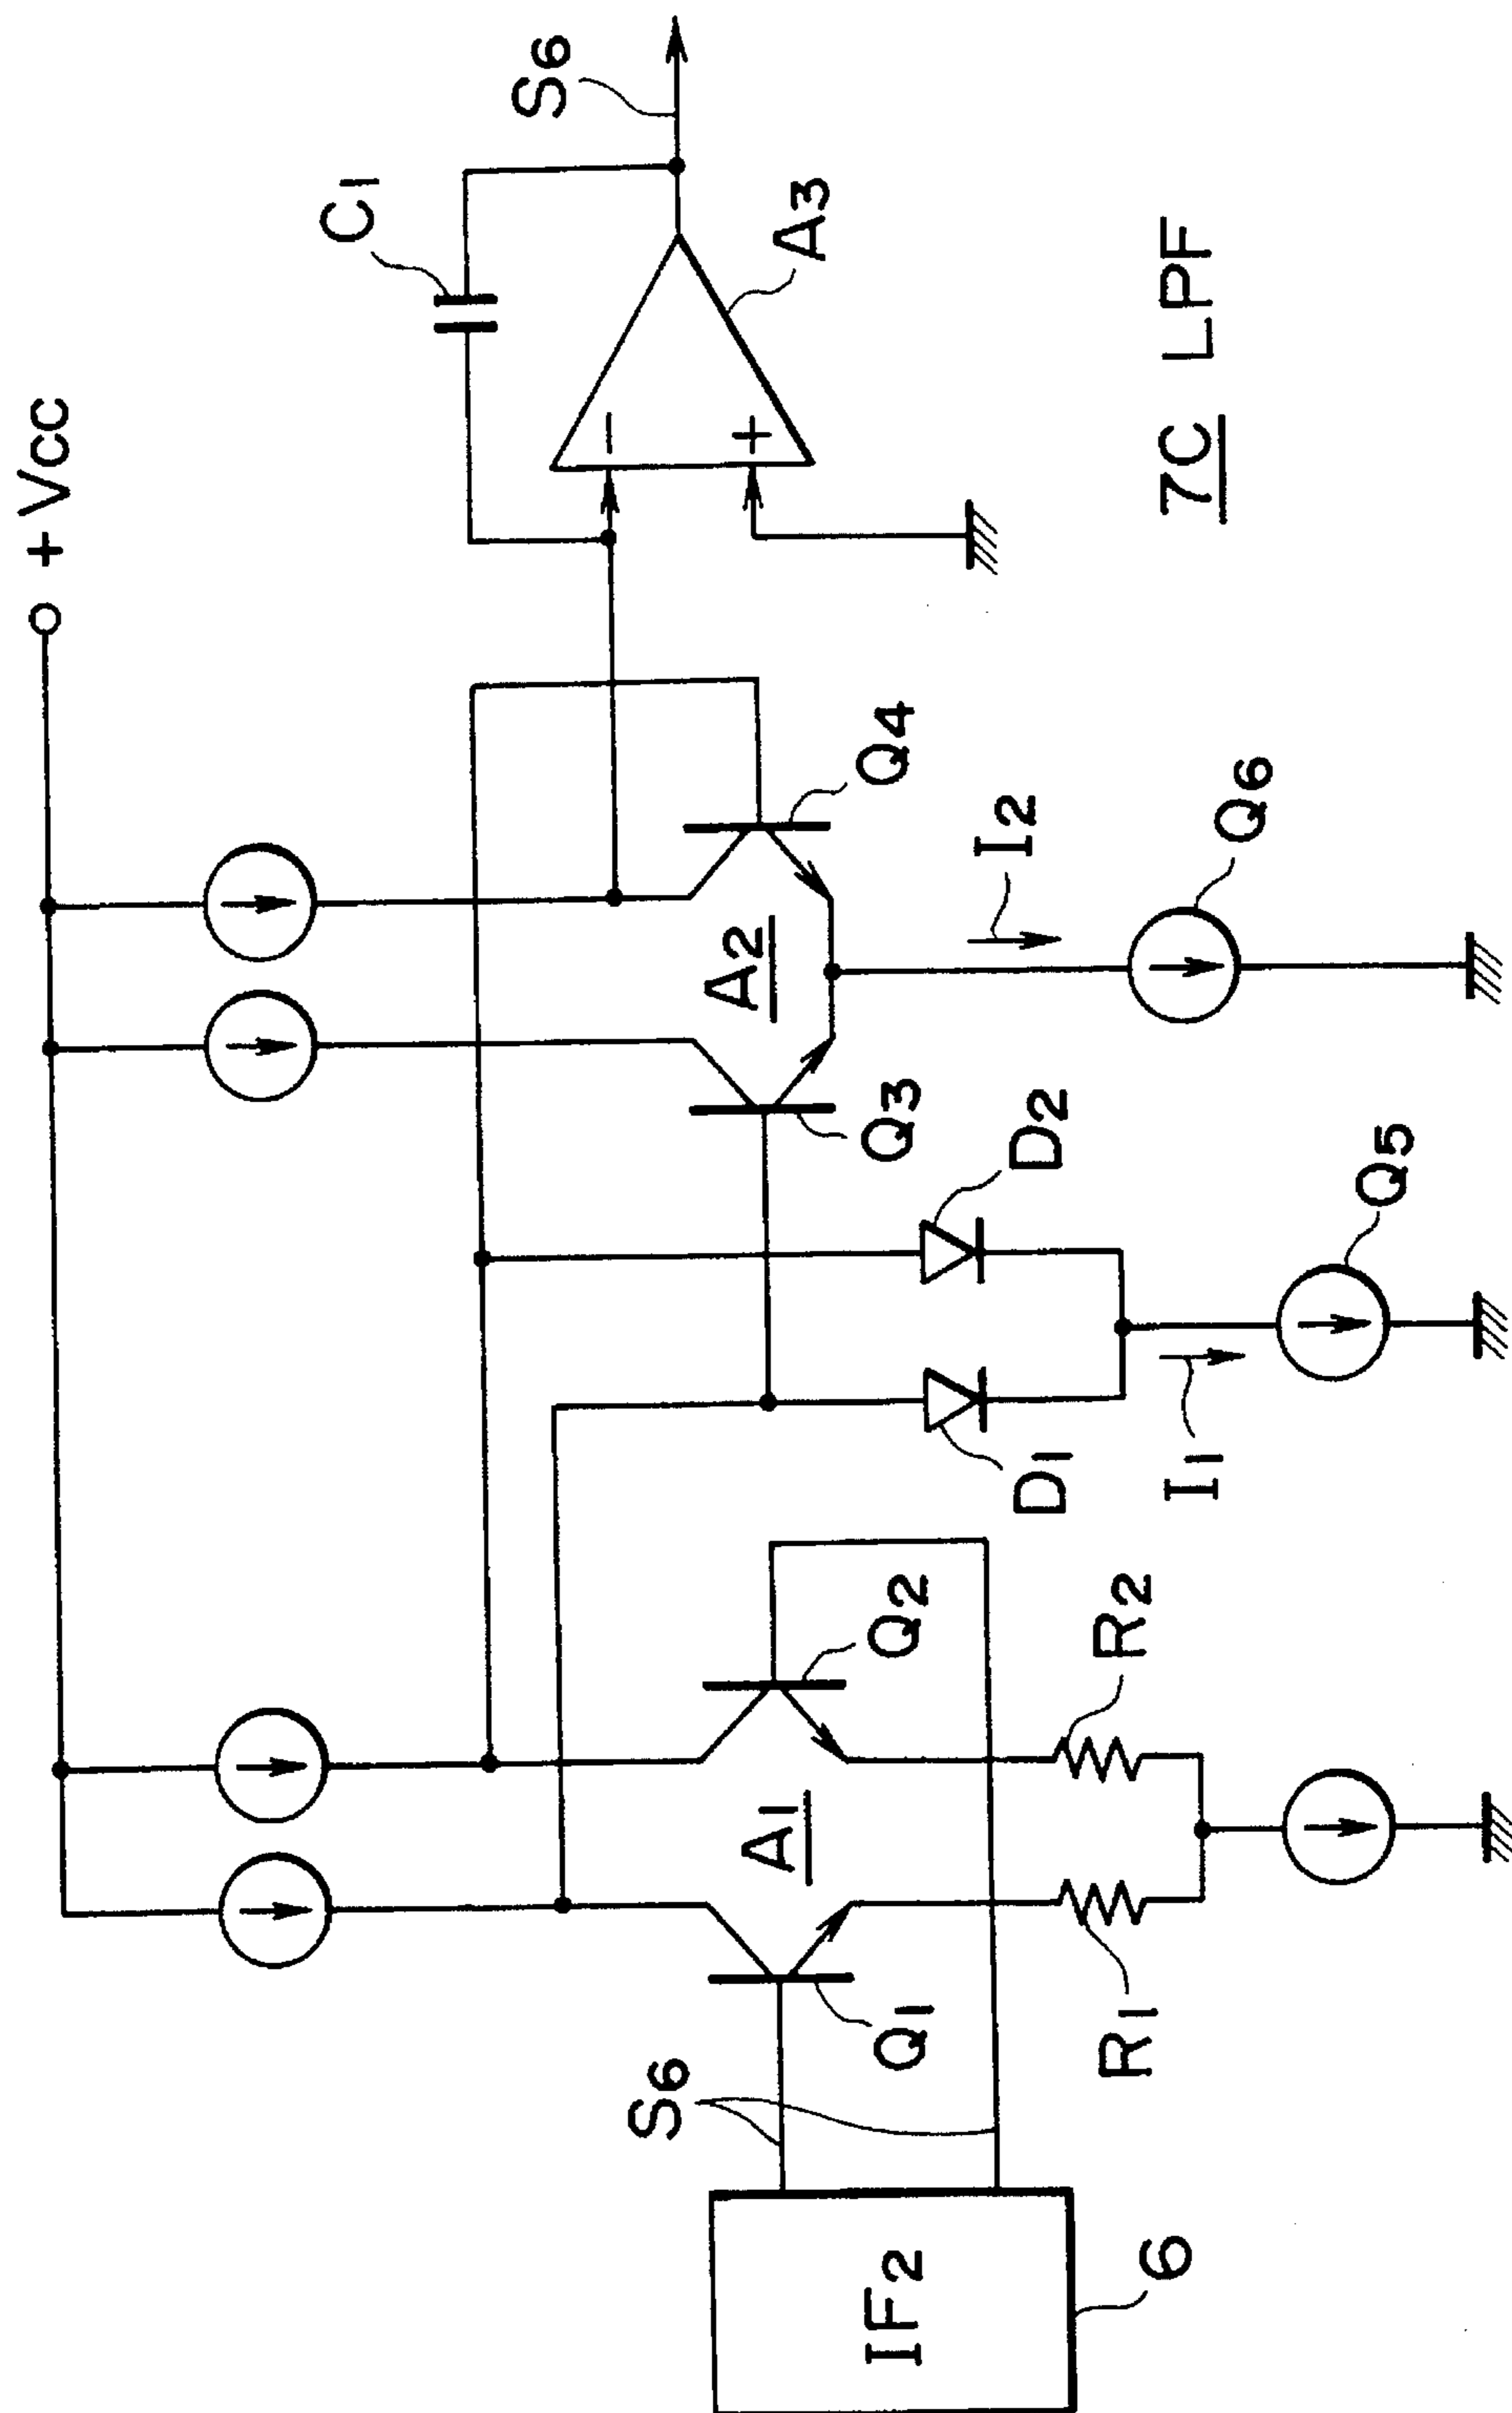 +Vcc
C1
S6
A3
7C LPF
A1
A2
Q1
Q2
Q3
Q4
D1
D2
I1
I2
Q5
Q6
R1
R2
S6
IF2
6
−
+